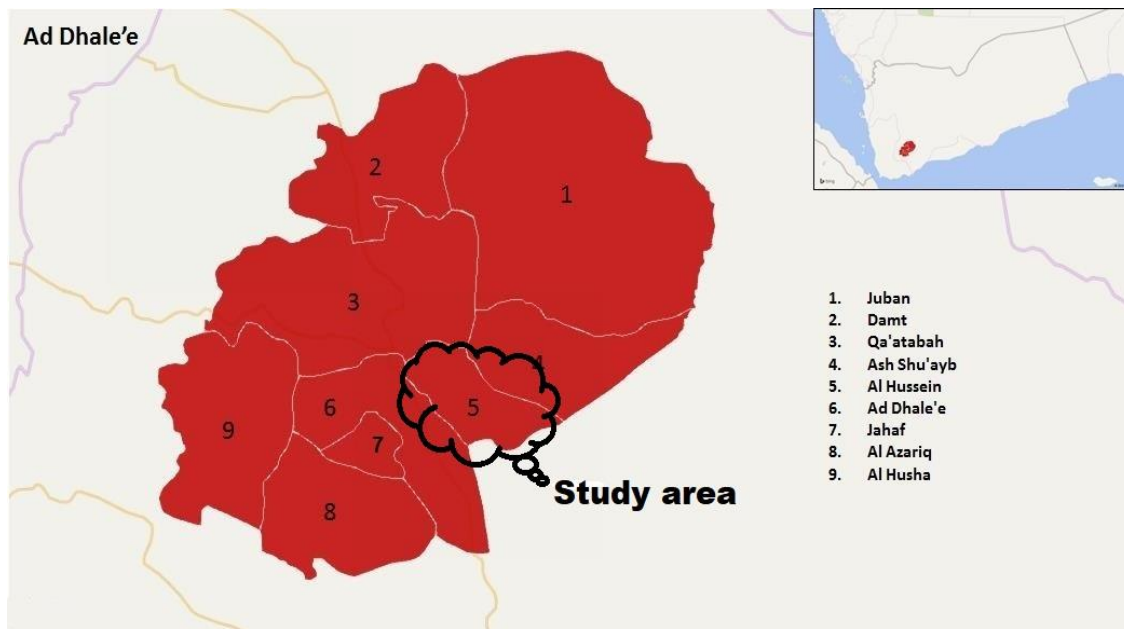 Ad Dhale’e
2
1
3
4
5
6
7
8
9
Study area
1. Juban
2. Damt
3. Qa'atabah
4. Ash Shu'ayb
5. Al Hussein
6. Ad Dhale'e
7. Jahaf
8. Al Azariq
9. Al Husha